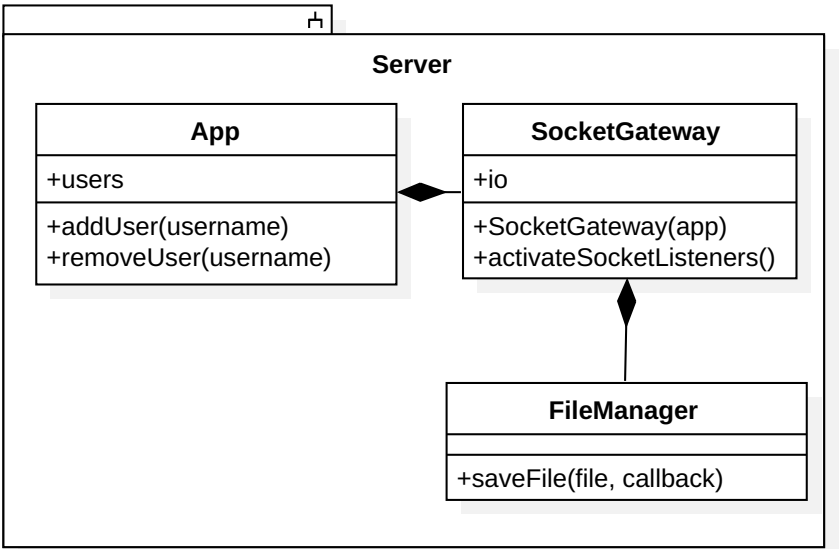 Server
App
+users
+addUser(username)
+removeUser(username)
SocketGateway
+io
+SocketGateway(app)
+activateSocketListeners()
FileManager
+saveFile(file, callback)